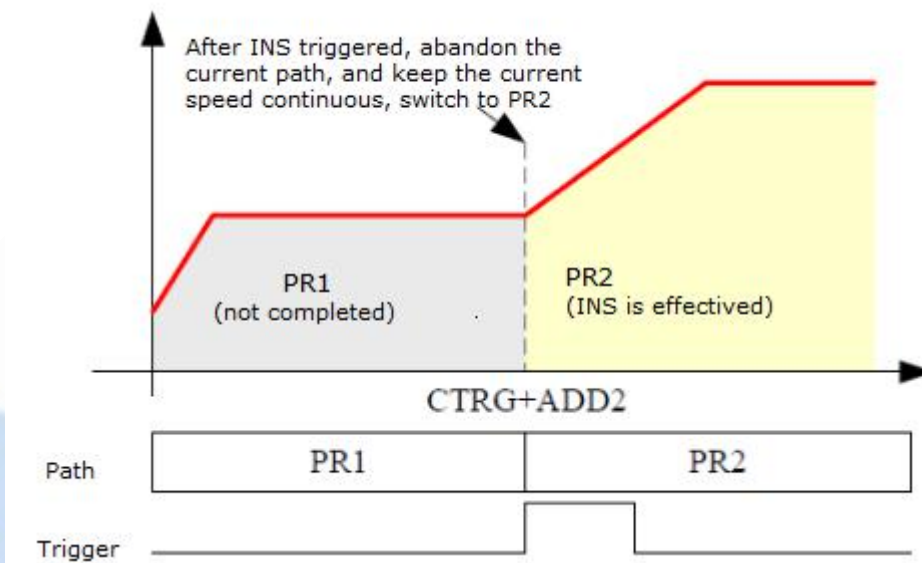 After INS triggered, abandon the
current path, and keep the current
speed continuous, switch to PR2
PR1
(not completed)
PR2
(INS is effectived)
CTRG+ADD2
Path
PR1
PR2
Trigger